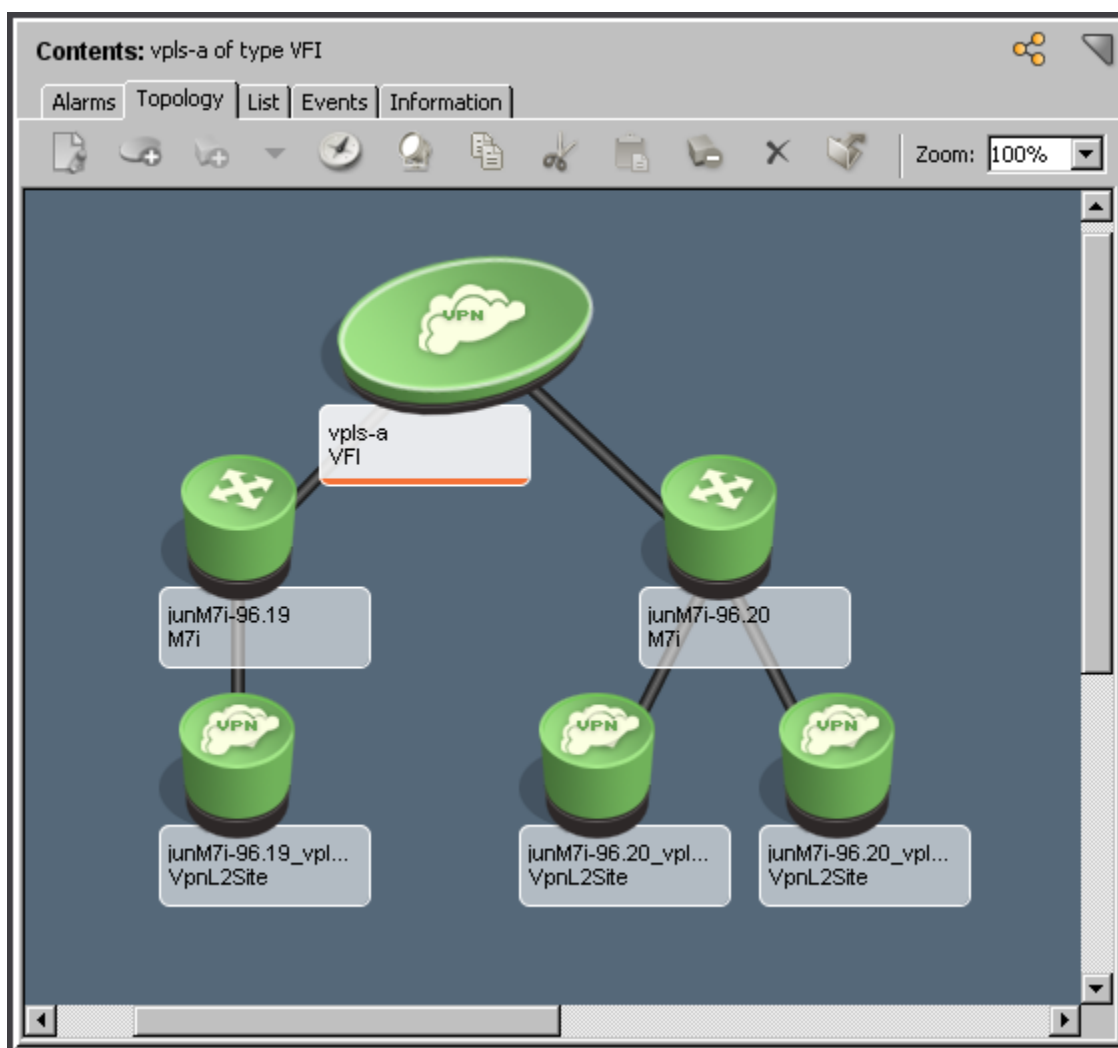 Contents: vpls-a of type VFI
Alarms Topology List Events Information
Zoom: 100%
VPN
vpls-a
VFI
junM7i-96.19
M7i
junM7i-96.20
M7i
VPN VPN VPN
junM7i-96.19_vpl... junM7i-96.20_vpl... junM7i-96.20_vpl...
VpnL2Site VpnL2Site VpnL2Site